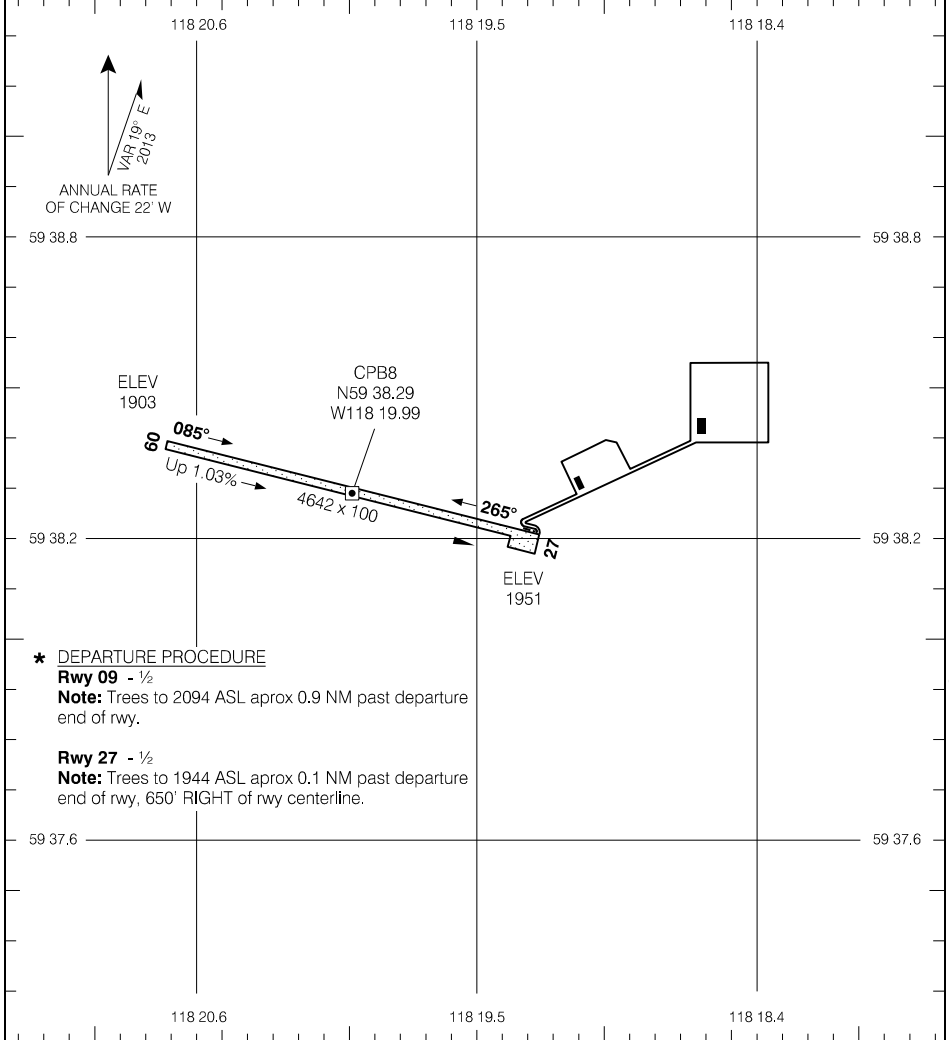 118 20.6
118 19.5
118 18.4
VAR 19° E
2013
ANNUAL RATE
OF CHANGE 22' W
59 38.8
59 38.8
CPB8
N59 38.29
W118 19.99
ELEV
1903
09
085°
Up 1.03%
4642 x 100
265°
27
59 38.2
59 38.2
ELEV
1951
* DEPARTURE PROCEDURE
Rwy 09 - ½
Note: Trees to 2094 ASL aprox 0.9 NM past departure
end of rwy.
Rwy 27 - ½
Note: Trees to 1944 ASL aprox 0.1 NM past departure
end of rwy, 650' RIGHT of rwy centerline.
59 37.6
59 37.6
118 20.6
118 19.5
118 18.4